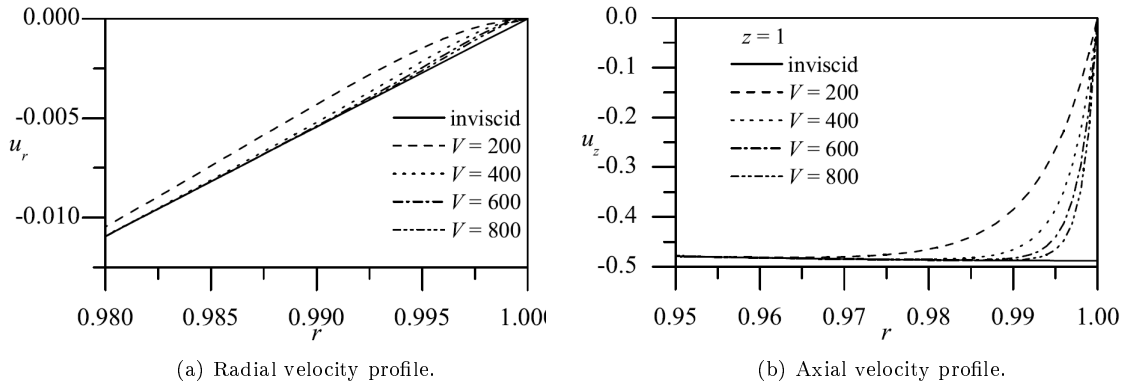 0.000
-0.005
-0.010
u_r
inviscid
V = 200
V = 400
V = 600
V = 800
0.980 0.985 0.990 0.995 1.00
r
(a) Radial velocity profile.
0.0
-0.1
-0.2
-0.3
-0.4
-0.5
u_z
z = 1
inviscid
V = 200
V = 400
V = 600
V = 800
0.95 0.96 0.97 0.98 0.99 1.00
r
(b) Axial velocity profile.